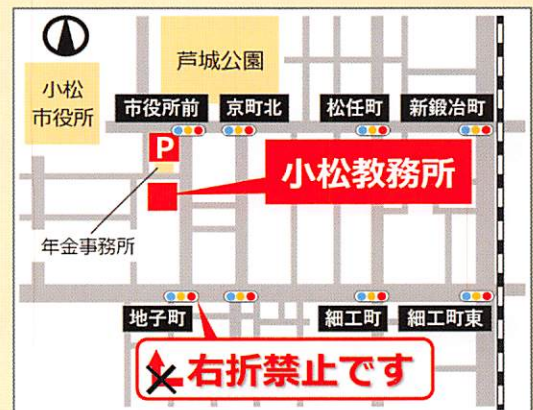 芦城公園
小松
市役所
市役所前
京町北
松任町
新鍛冶町
P
小松教務所
年金事務所
地子町
細工町
細工町東
右折禁止です